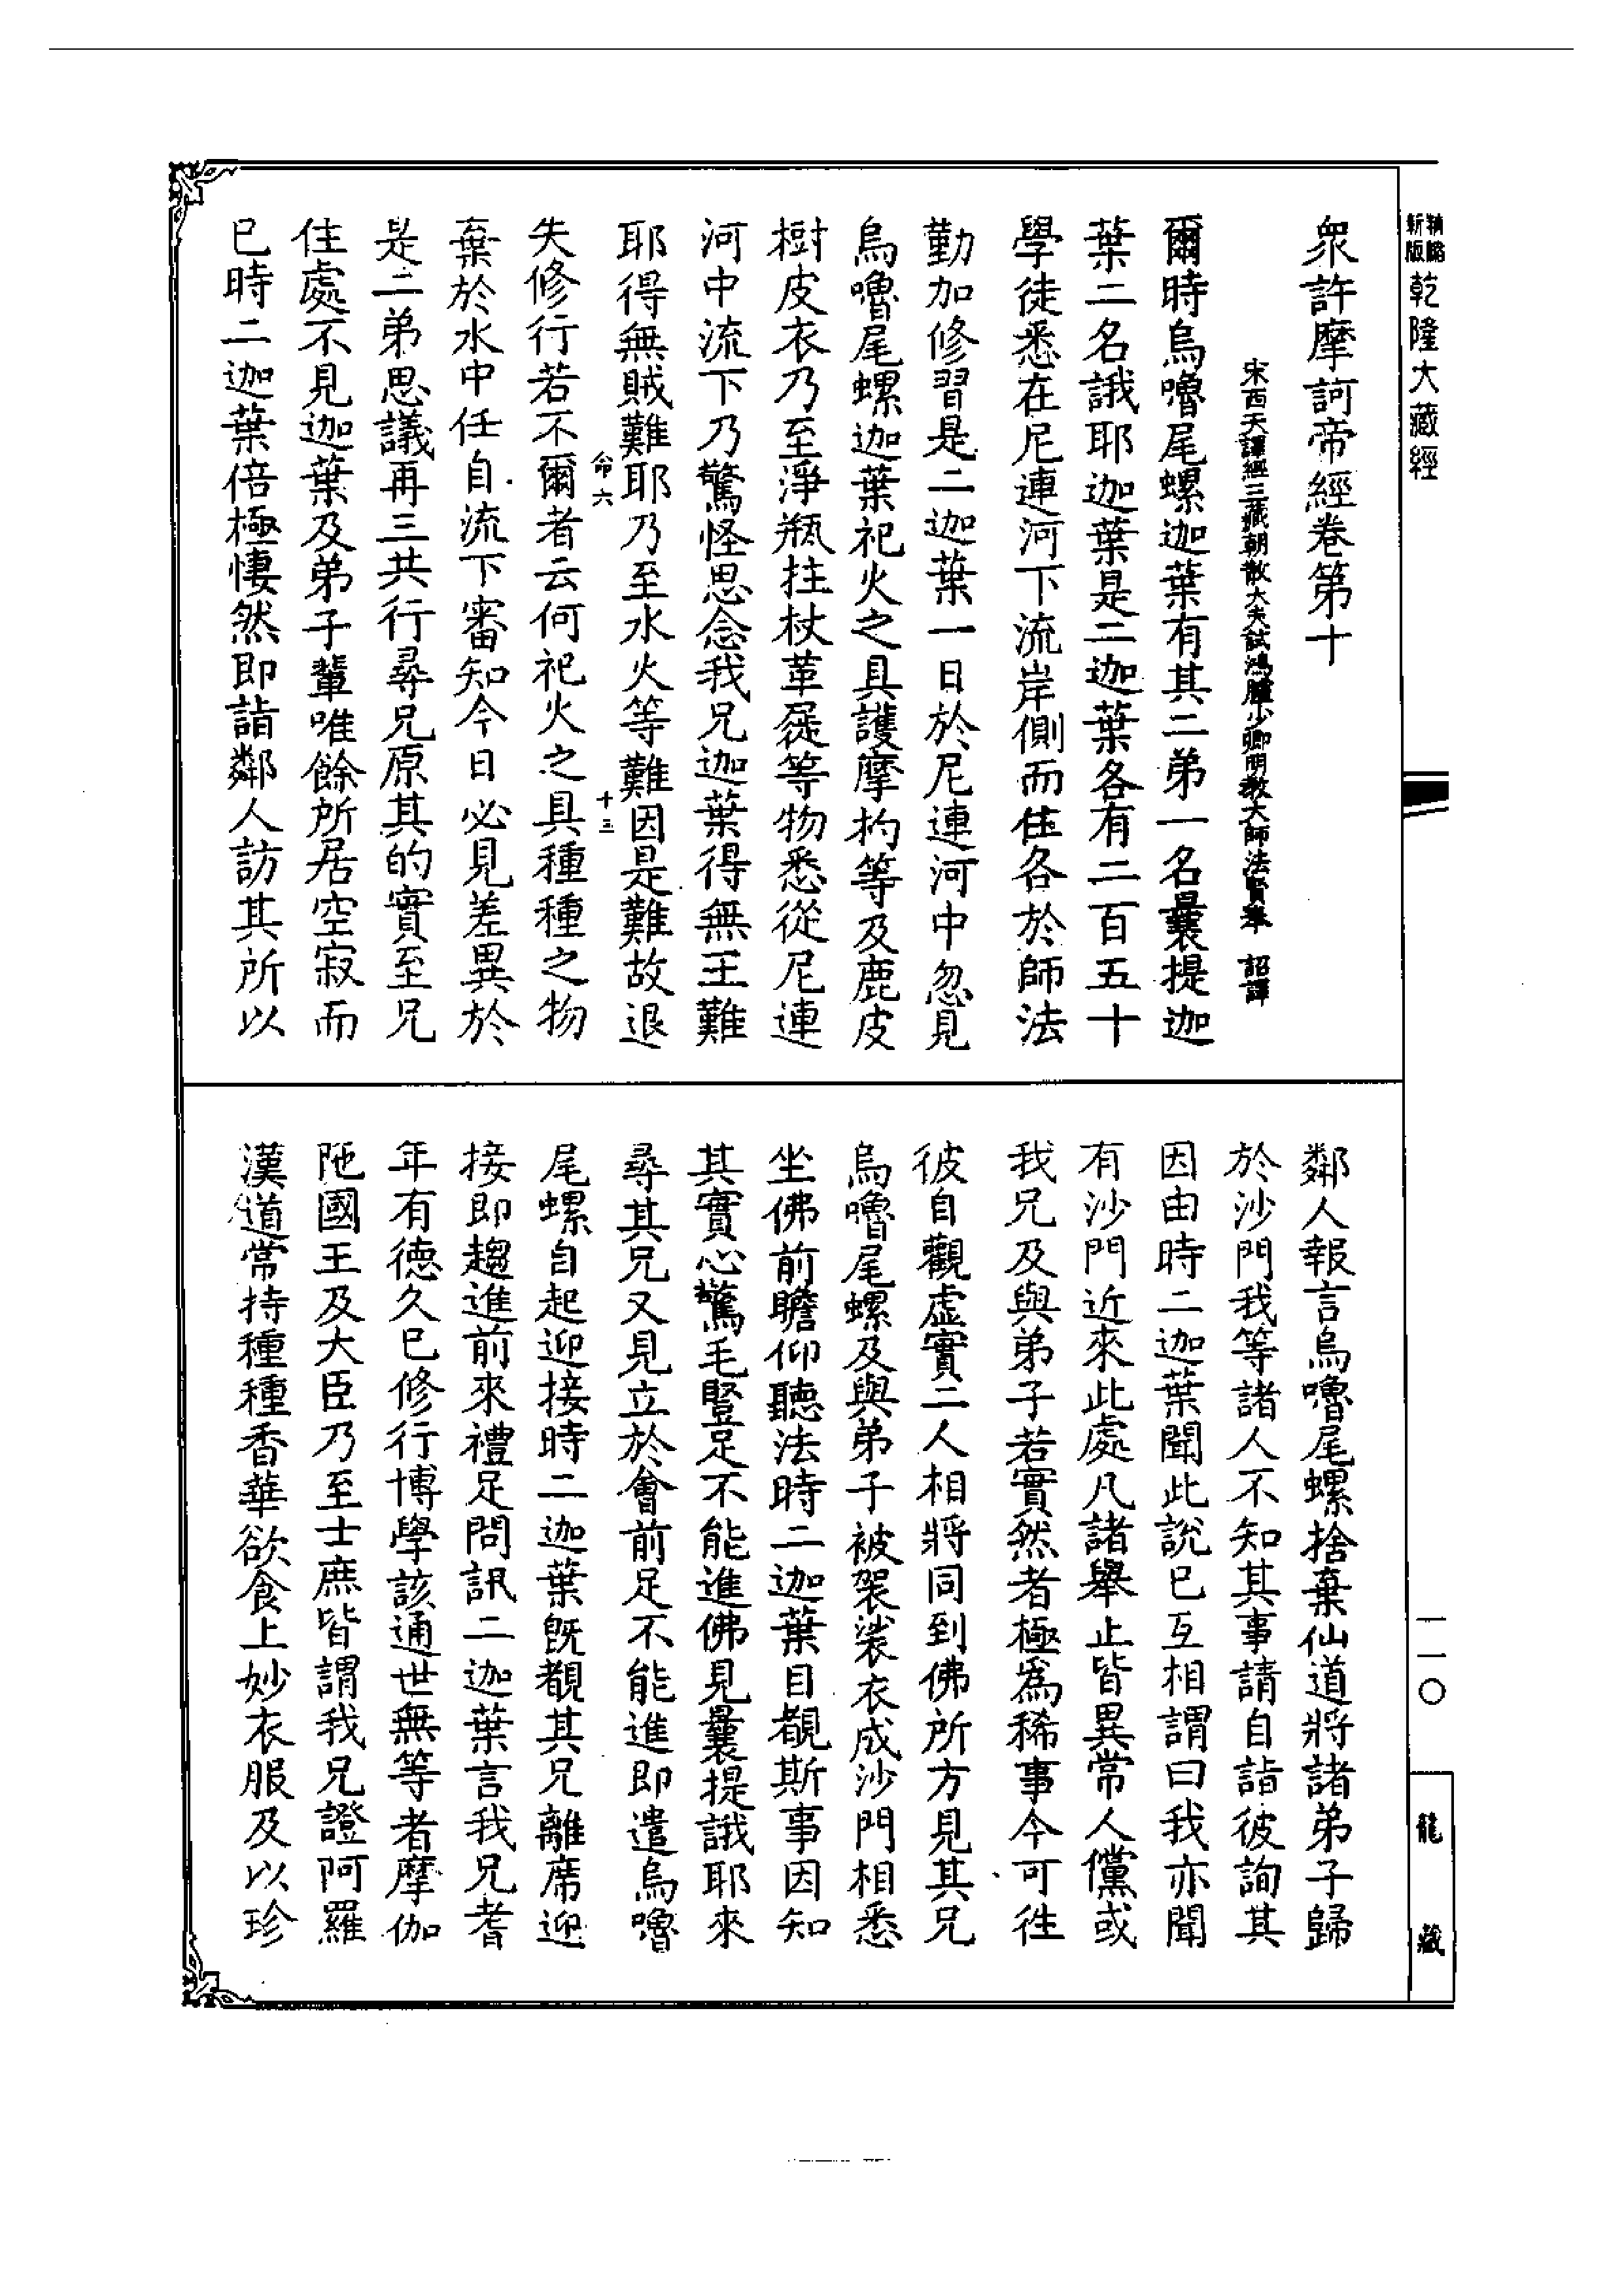 新版
乾隆大藏經
眾許摩訶帝經卷第十
宋西天譯經三藏朝散大夫試鴻臚少卿明教大師法賢奉 詔譯
爾時烏嚕尾螺迦葉有其二弟一名曩提迦
葉二名誐耶迦葉是二迦葉各有二百五十
學徒悉在尼連河下流岸側而住各於師法
勤加修習是二迦葉一日於尼連河中忽見
烏嚕尾螺迦葉祀火之具護摩杓等及鹿皮
樹皮衣乃至淨瓶拄杖革屣等物悉從尼連
河中流下乃驚怪思念我兄迦葉得無王難
耶得無賊難耶乃至水火等難因是難故退
命六
十三
失修行若不爾者云何祀火之具種種之物
棄於水中任自流下審知今日必見差異於
是二弟思議再三共行尋兄原其的實至兄
住處不見迦葉及弟子輩唯餘所居空寂而
已時二迦葉倍極悽然即詣鄰人訪其所以
鄰人報言烏嚕尾螺捨棄仙道將諸弟子歸
於沙門我等諸人不知其事請自詣彼詢其
因由時二迦葉聞此說已互相謂曰我亦聞
有沙門近來此處凡諸舉止皆異常人儻或
我兄及與弟子若實然者極為稀事今可往
彼自觀虛實二人相將同到佛所方見其兄
烏嚕尾螺及與弟子被袈裟衣成沙門相悉
坐佛前瞻仰聽法時二迦葉目覩斯事因知
其實心驚毛豎足不能進佛見曩提誐耶來
尋其兄又見立於會前足不能進即遣烏嚕
尾螺自起迎接時二迦葉既覩其兄離席迎
接即趨進前來禮足問訊二迦葉言我兄耆
年有德久已修行博學該通世無等者摩伽
陁國王及大臣乃至士庶皆謂我兄證阿羅
漢道常持種種香華飲食上妙衣服及以珍
一一〇
龍藏